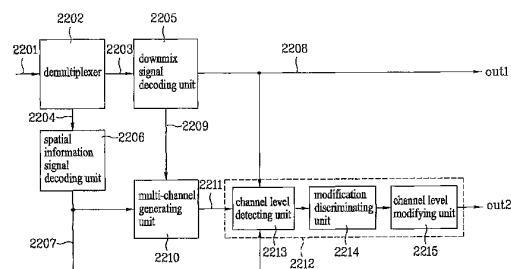 2202
2205
2201
2203
2208
demultiplexer
downmix
signal
decoding unit
out1
2204
2206
2209
spatial
information
signal
decoding unit
multi-channel
generating
unit
2211
channel level
detecting unit
modification
discriminating
unit
channel level
modifying unit
out2
2207
2210
2213
2214
2215
2212